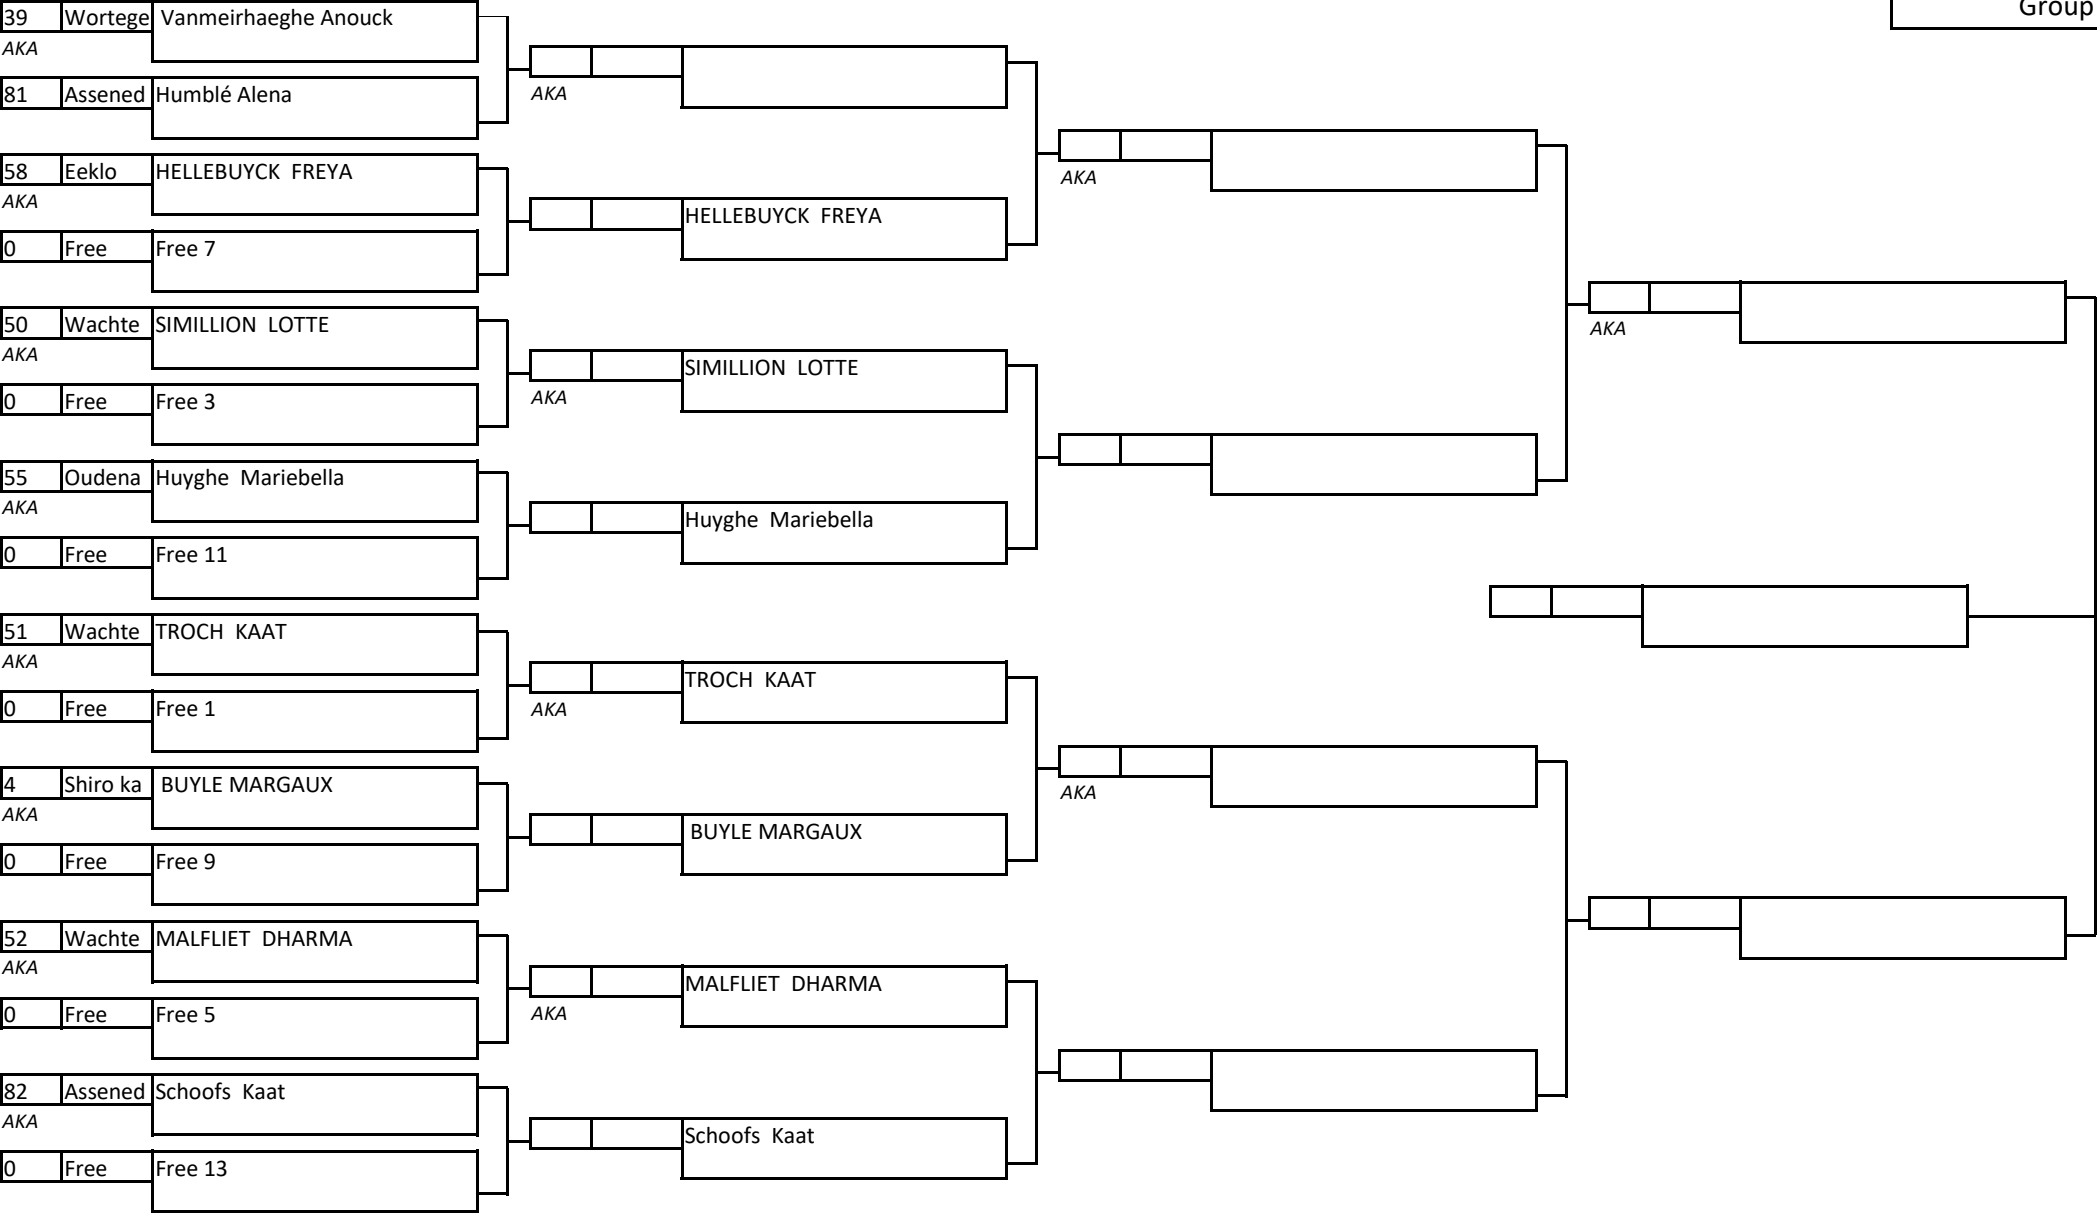 Group
39 Wortege Vanmeirhaeghe Anouck
AKA
81 Assened Humblé Alena
AKA
58 Eeklo HELLEBUYCK FREYA
AKA
AKA
HELLEBUYCK FREYA
0 Free Free 7
50 Wachte SIMILLION LOTTE
AKA
AKA
SIMILLION LOTTE
0 Free Free 3
AKA
55 Oudena Huyghe Mariebella
AKA
Huyghe Mariebella
0 Free Free 11
51 Wachte TROCH KAAT
AKA
TROCH KAAT
0 Free Free 1
AKA
4 Shiro ka BUYLE MARGAUX
AKA
AKA
BUYLE MARGAUX
0 Free Free 9
52 Wachte MALFLIET DHARMA
AKA
MALFLIET DHARMA
0 Free Free 5
AKA
82 Assened Schoofs Kaat
AKA
Schoofs Kaat
0 Free Free 13